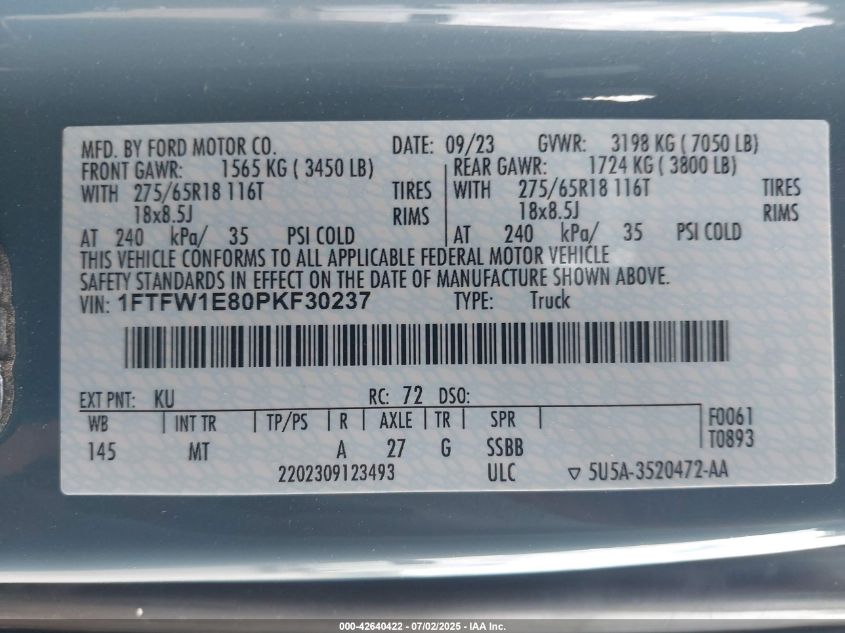 MFD. BY FORD MOTOR CO. DATE: 09/23 GVWR: 3198 KG ( 7050 LB)
FRONT GAWR: 1565 KG ( 3450 LB) REAR GAWR: 1724 KG ( 3800 LB)
WITH 275/65R18 116T TIRES WITH 275/65R18 116T TIRES
18x8.5J RIMS 18x8.5J RIMS
AT 240 kPa/ 35 PSI COLD AT 240 kPa/ 35 PSI COLD
THIS VEHICLE CONFORMS TO ALL APPLICABLE FEDERAL MOTOR VEHICLE
SAFETY STANDARDS IN EFFECT ON THE DATE OF MANUFACTURE SHOWN ABOVE.
VIN: 1FTFW1E80PKF30237 TYPE: Truck
EXT PNT: KU RC: 72 DSO:
WB INT TR TP/PS R AXLE TR SPR F0061
145 MT A 27 G SSBB T0893
2202309123493 ULC ▽ 5U5A-3520472-AA
000-42640422 - 07/02/2025 - IAA Inc.